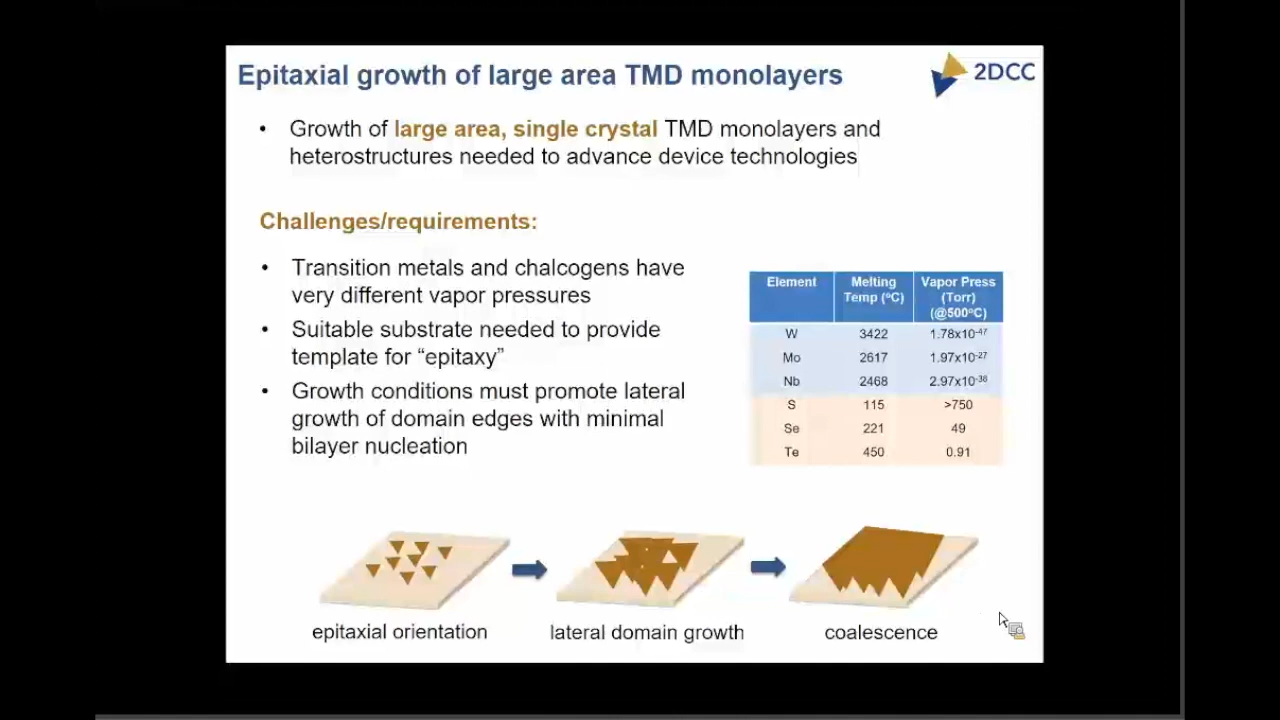 Epitaxial growth of large area TMD monolayers
2DCC
• Growth of large area, single crystal TMD monolayers and
heterostructures needed to advance device technologies
Challenges/requirements:
• Transition metals and chalcogens have
very different vapor pressures
• Suitable substrate needed to provide
template for “epitaxy”
• Growth conditions must promote lateral
growth of domain edges with minimal
bilayer nucleation
Element Melting Temp (ºC) Vapor Press (Torr) (@500ºC)
W 3422 1.78x10⁻⁴⁷
Mo 2617 1.97x10⁻²⁷
Nb 2468 2.97x10⁻³⁸
S 115 >750
Se 221 49
Te 450 0.91
epitaxial orientation
lateral domain growth
coalescence